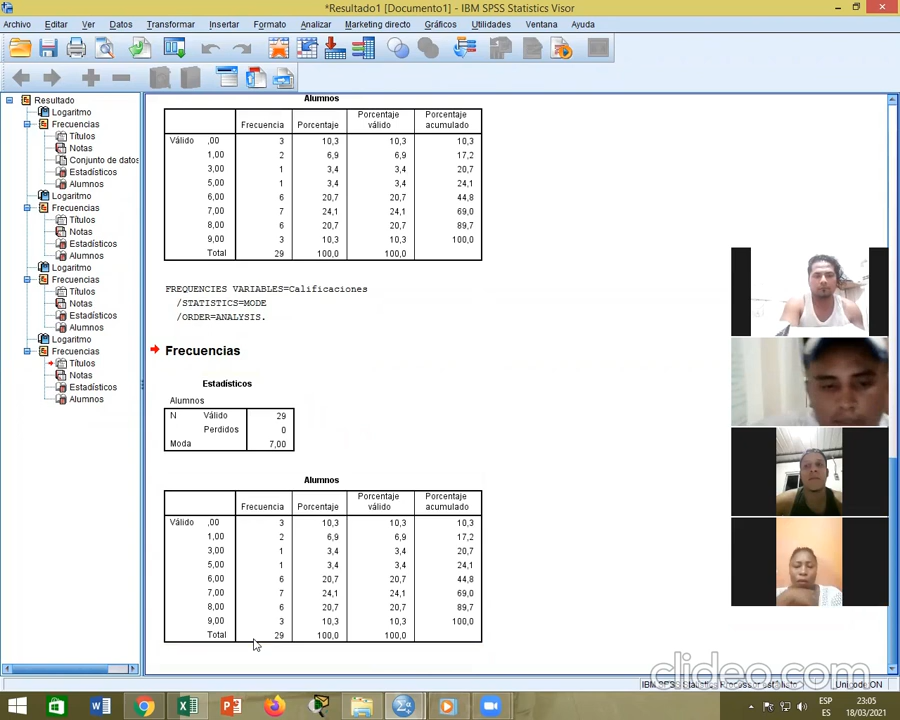 *Resultado1 [Documento1] - IBM SPSS Statistics Visor
Archivo Editar Ver Datos Transformar Insertar Formato Analizar Marketing directo Gráficos Utilidades Ventana Ayuda
Resultado
Logaritmo
Frecuencias
Títulos
Notas
Conjunto de datos
Estadísticos
Alumnos
Logaritmo
Frecuencias
Títulos
Notas
Estadísticos
Alumnos
Logaritmo
Frecuencias
Títulos
Notas
Estadísticos
Alumnos
Logaritmo
Frecuencias
Títulos
Notas
Estadísticos
Alumnos
Alumnos
Frecuencia Porcentaje Porcentaje válido Porcentaje acumulado
Válido ,00 3 10,3 10,3 10,3
1,00 2 6,9 6,9 17,2
3,00 1 3,4 3,4 20,7
5,00 1 3,4 3,4 24,1
6,00 6 20,7 20,7 44,8
7,00 7 24,1 24,1 69,0
8,00 6 20,7 20,7 89,7
9,00 3 10,3 10,3 100,0
Total 29 100,0 100,0
FREQUENCIES VARIABLES=Calificaciones
/STATISTICS=MODE
/ORDER=ANALYSIS.
Frecuencias
Estadísticos
Alumnos
N Válido 29
Perdidos 0
Moda 7,00
Alumnos
Frecuencia Porcentaje Porcentaje válido Porcentaje acumulado
Válido ,00 3 10,3 10,3 10,3
1,00 2 6,9 6,9 17,2
3,00 1 3,4 3,4 20,7
5,00 1 3,4 3,4 24,1
6,00 6 20,7 20,7 44,8
7,00 7 24,1 24,1 69,0
8,00 6 20,7 20,7 89,7
9,00 3 10,3 10,3 100,0
Total 29 100,0 100,0
clideo.com
IBM SPSS Statistics Processor está listo Unicode:ON
ESP 23:05
ES 18/03/2021